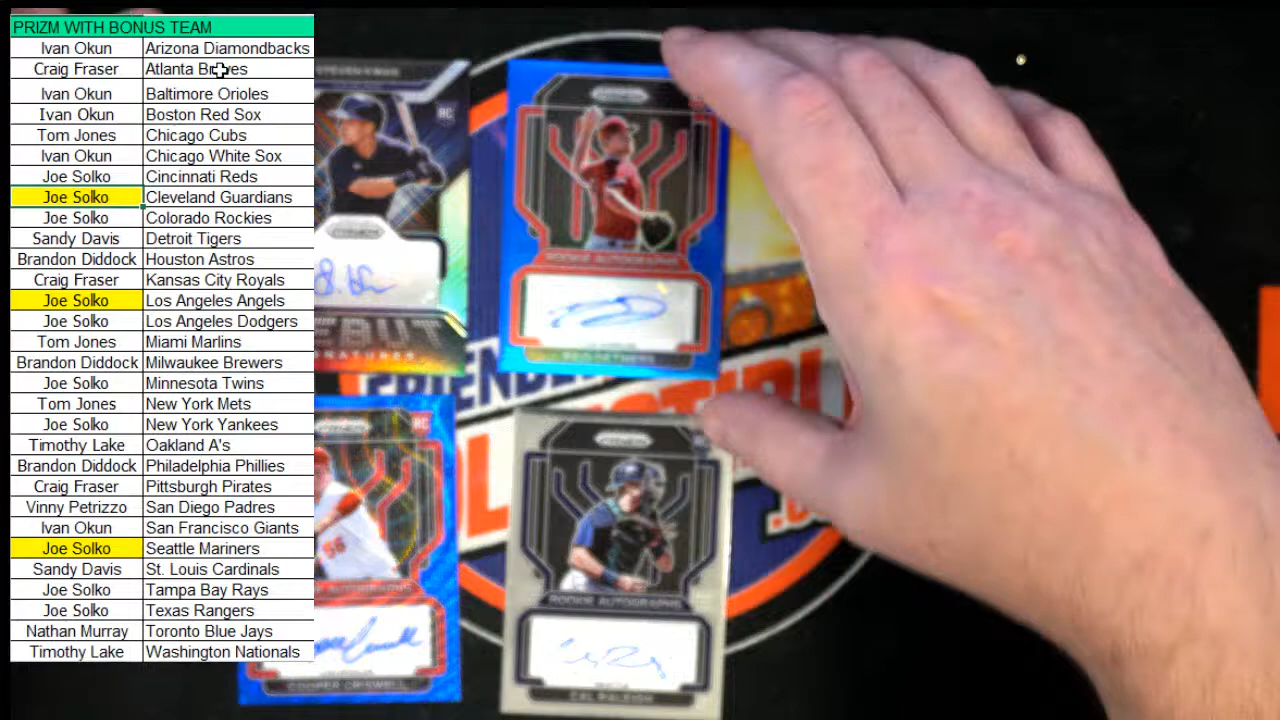 PRIZM WITH BONUS TEAM
Ivan Okun Arizona Diamondbacks
Craig Fraser Atlanta Braves
Ivan Okun Baltimore Orioles
Ivan Okun Boston Red Sox
Tom Jones Chicago Cubs
Ivan Okun Chicago White Sox
Joe Solko Cincinnati Reds
Joe Solko Cleveland Guardians
Joe Solko Colorado Rockies
Sandy Davis Detroit Tigers
Brandon Diddock Houston Astros
Craig Fraser Kansas City Royals
Joe Solko Los Angeles Angels
Joe Solko Los Angeles Dodgers
Tom Jones Miami Marlins
Brandon Diddock Milwaukee Brewers
Joe Solko Minnesota Twins
Tom Jones New York Mets
Joe Solko New York Yankees
Timothy Lake Oakland A's
Brandon Diddock Philadelphia Phillies
Craig Fraser Pittsburgh Pirates
Vinny Petrizzo San Diego Padres
Ivan Okun San Francisco Giants
Joe Solko Seattle Mariners
Sandy Davis St. Louis Cardinals
Joe Solko Tampa Bay Rays
Joe Solko Texas Rangers
Nathan Murray Toronto Blue Jays
Timothy Lake Washington Nationals
STEVEN KWAN
RC
PRIZM
ROOKIE AUTOGRAPHS
REID DETMERS
RC
56
COOPER CRISWELL
PRIZM
ROOKIE AUTOGRAPHS
CAL RALEIGH